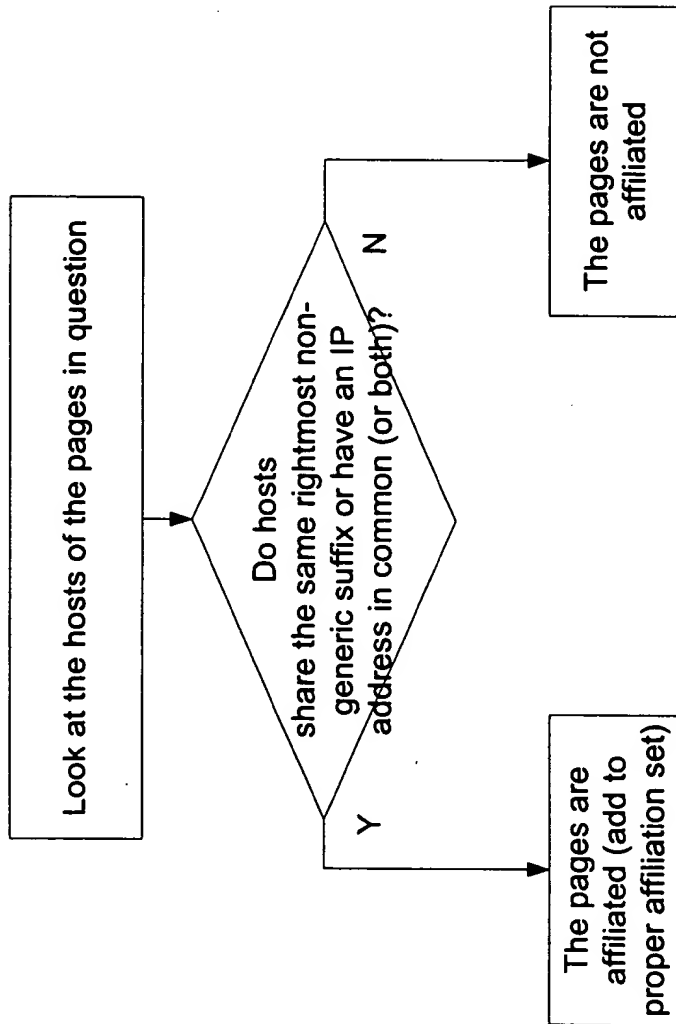 Look at the hosts of the pages in question
Do hosts
share the same rightmost non-
generic suffix or have an IP
address in common (or both)?
Y
N
The pages are
affiliated (add to
proper affiliation set)
The pages are not
affiliated